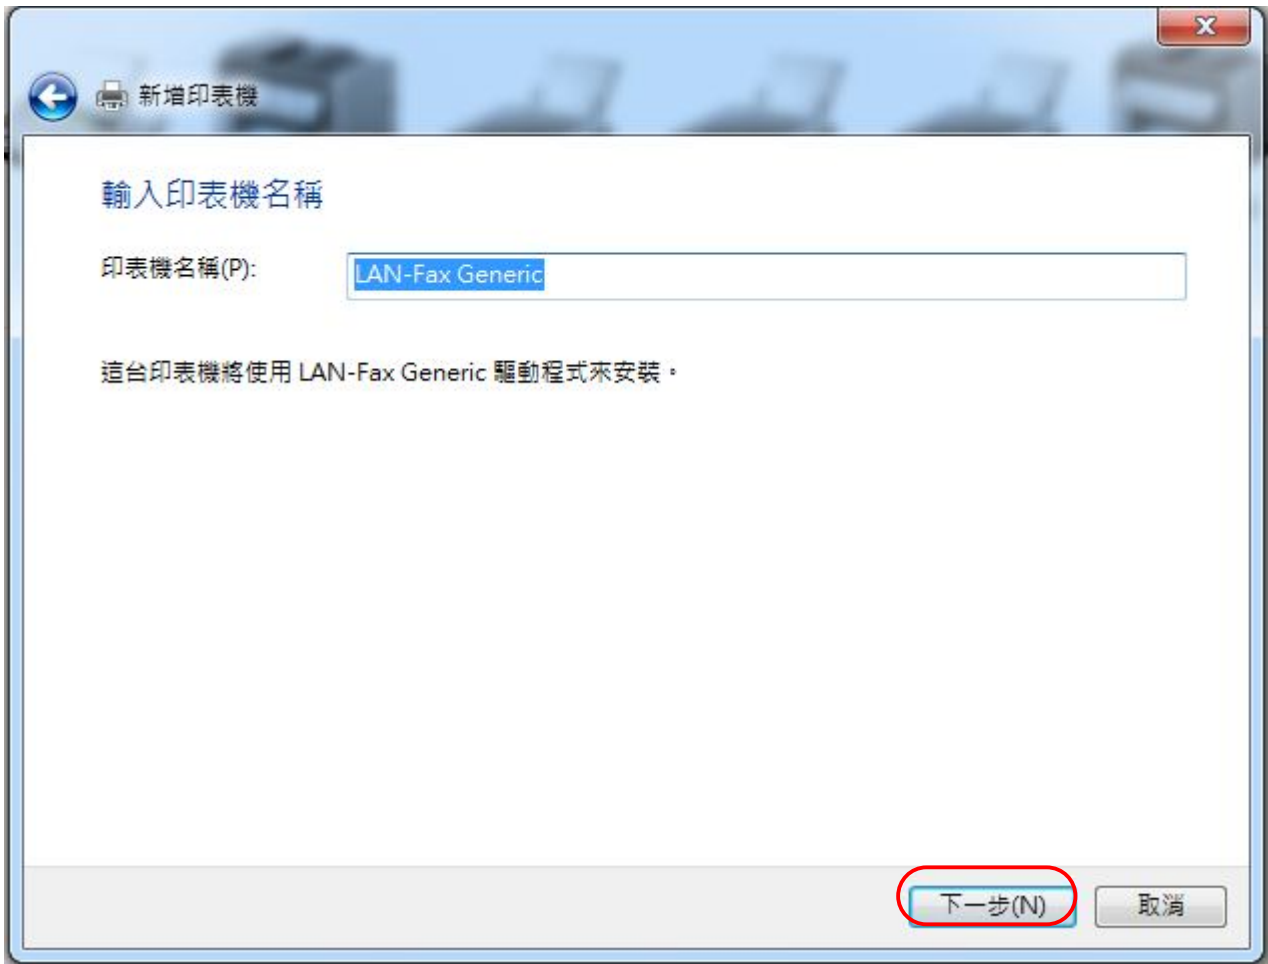 新增印表機
輸入印表機名稱
印表機名稱(P):
LAN-Fax Generic
這台印表機將使用 LAN-Fax Generic 驅動程式來安裝。
下一步(N)
取消